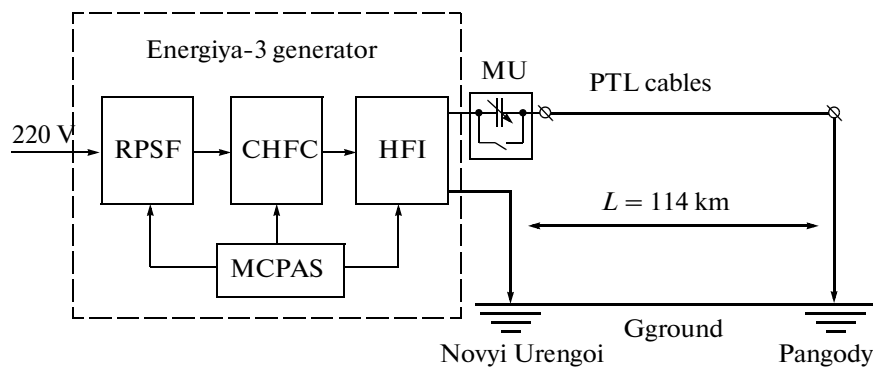 Energiya-3 generator
MU
PTL cables
220 V
RPSF
CHFC
HFI
L = 114 km
MCPAS
Gground
Novyi Urengoi
Pangody